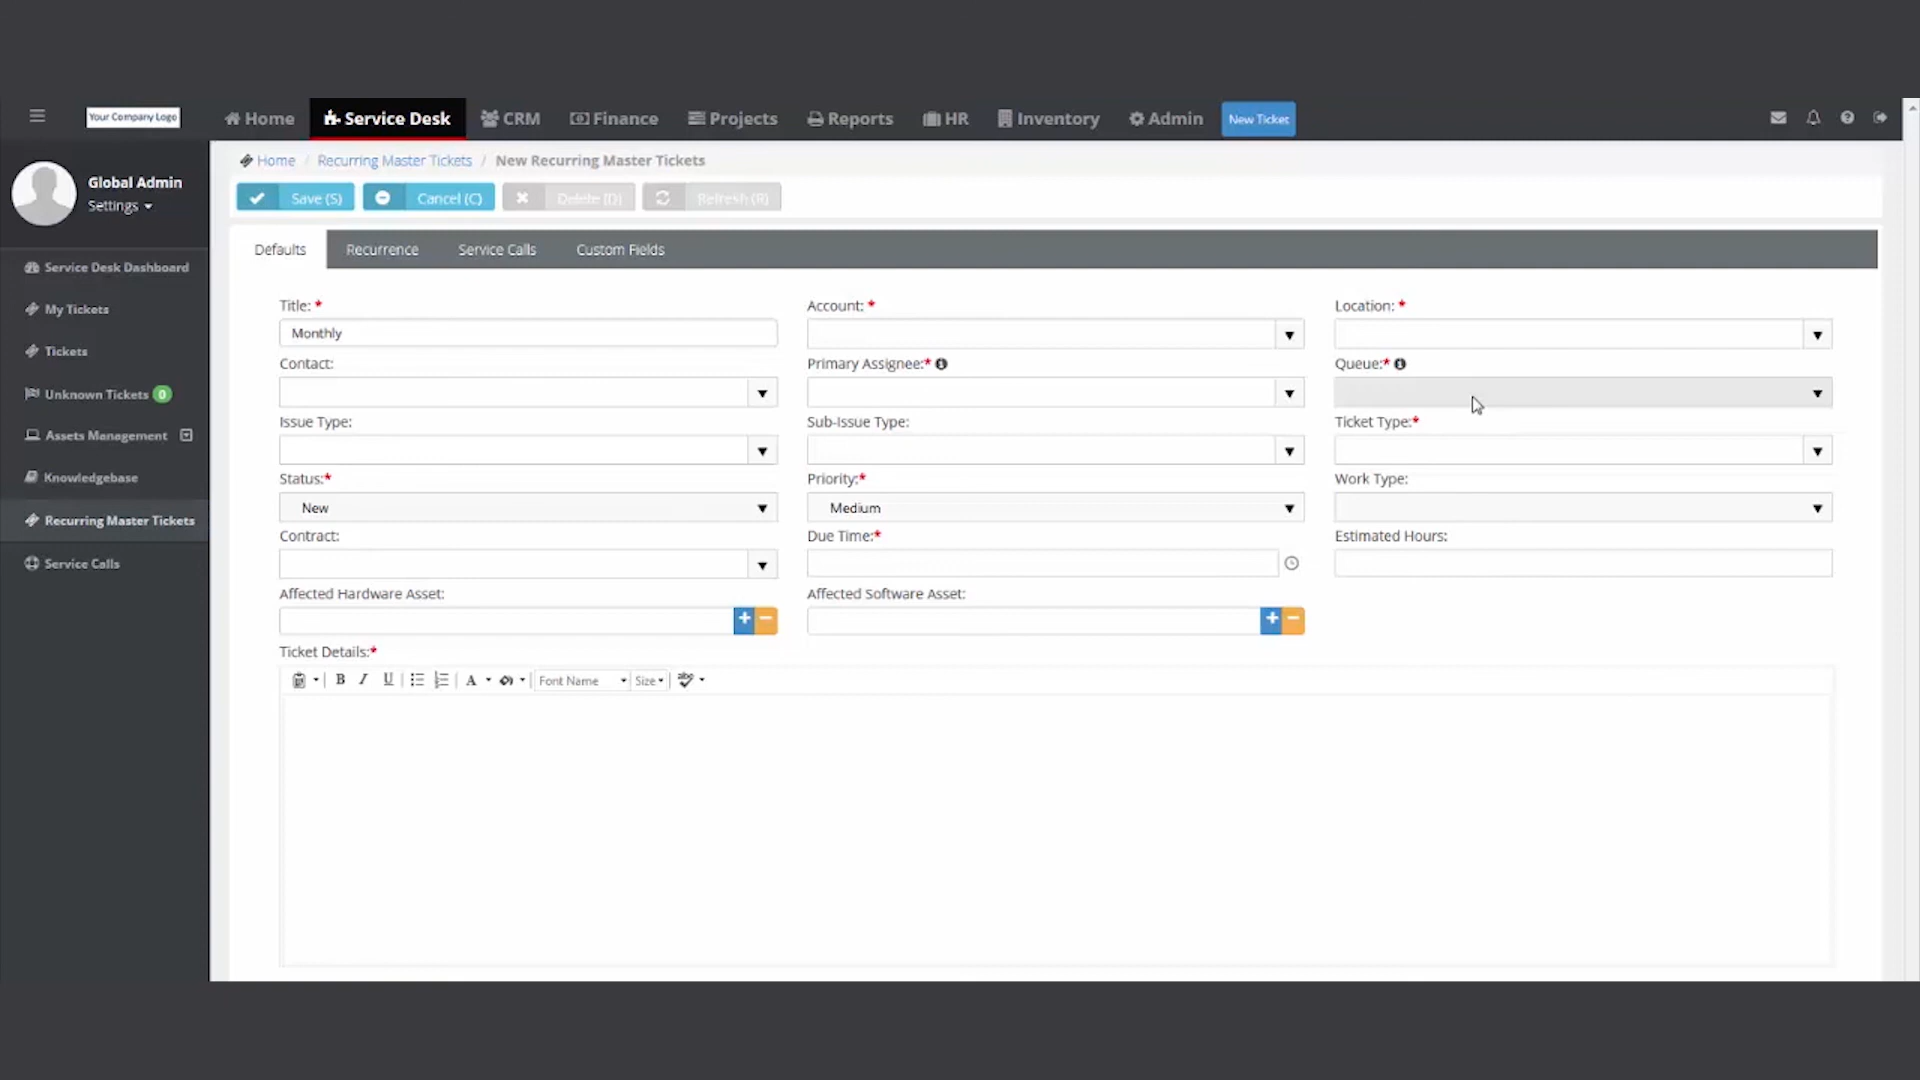 Your Company Logo
Home Service Desk CRM Finance Projects Reports HR Inventory Admin New Ticket
Global Admin
Settings
Service Desk Dashboard
My Tickets
Tickets
Unknown Tickets 0
Assets Management
Knowledgebase
Recurring Master Tickets
Service Calls
Home / Recurring Master Tickets / New Recurring Master Tickets
Save (S) Cancel (C) Delete (D) Refresh (R)
Defaults Recurrence Service Calls Custom Fields
Title: * Account: * Location: *
Monthly
Contact: Primary Assignee:* Queue:*
Issue Type: Sub-Issue Type: Ticket Type:*
Status:* Priority:* Work Type:
New Medium
Contract: Due Time:* Estimated Hours:
Affected Hardware Asset: Affected Software Asset:
Ticket Details:*
B I U A Font Name Size abc